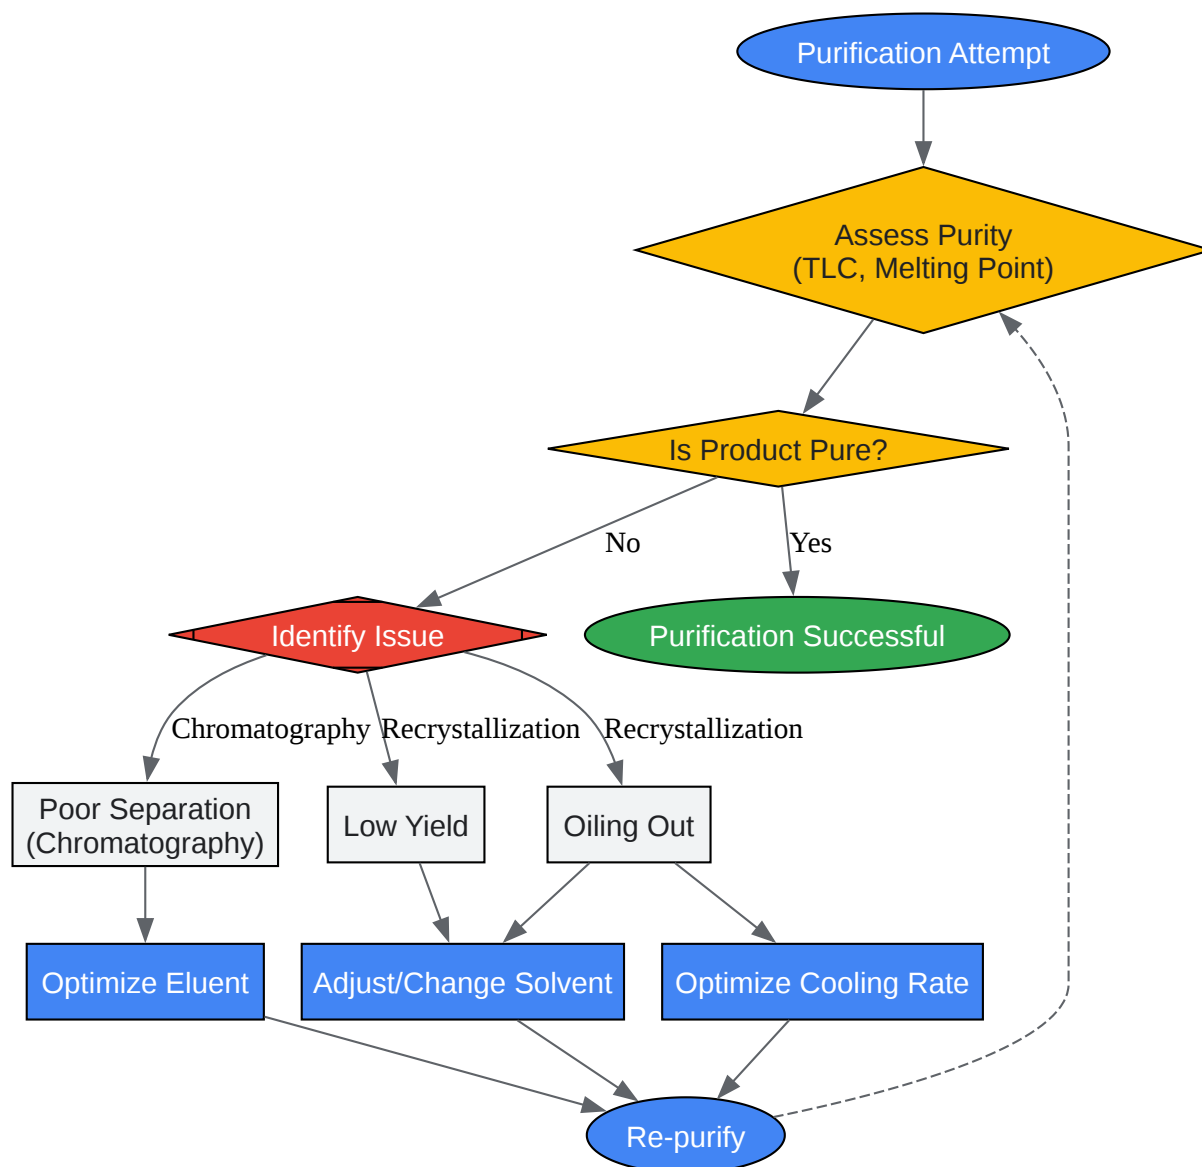 Purification Attempt
Assess Purity
(TLC, Melting Point)
Is Product Pure?
No
Yes
Identify Issue
Purification Successful
Chromatography
Recrystallization
Recrystallization
Poor Separation
(Chromatography)
Low Yield
Oiling Out
Optimize Eluent
Adjust/Change Solvent
Optimize Cooling Rate
Re-purify